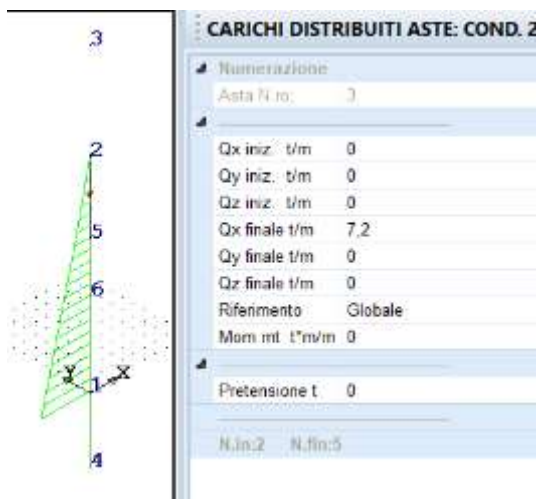 3
2
5
6
Y
X
1
4
CARICHI DISTRIBUITI ASTE: COND. 2
Numerazione
Asta N.ro: 3
Qx iniz. t/m 0
Qy iniz. t/m 0
Qz iniz. t/m 0
Qx finale t/m 7,2
Qy finale t/m 0
Qz finale t/m 0
Riferimento Globale
Mom mt t*m/m 0
Pretensione t 0
N.In:2 N.fin:5